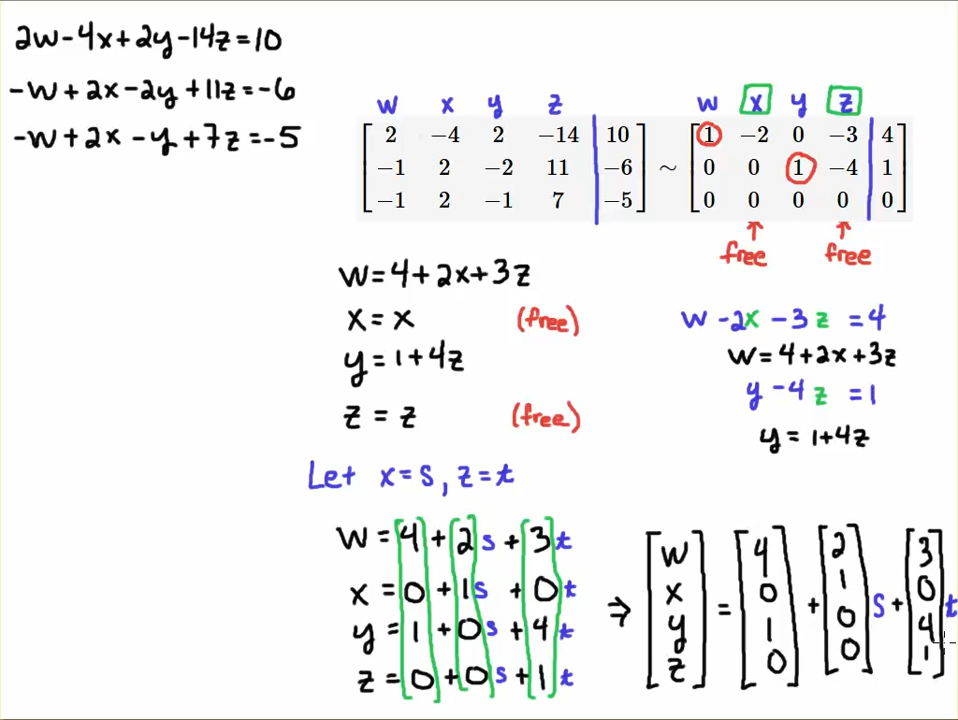 2w-4x+2y-14z=10
-w+2x-2y+11z=-6
-w+2x-y+7z=-5
w x y z w x y z
2 -4 2 -14 10 ~ 1 -2 0 -3 4
-1 2 -2 11 -6 0 0 1 -4 1
-1 2 -1 7 -5 0 0 0 0 0
free free
w=4+2x+3z
x=x (free)
y=1+4z
z=z (free)
w-2x-3z=4
w=4+2x+3z
y-4z=1
y=1+4z
Let x=s, z=t
w=4+2s+3t
x=0+1s+0t
y=1+0s+4t
z=0+0s+1t
⇒ [w x y z] = [4 0 1 0] + [2 1 0 0] s + [3 0 4 1] t